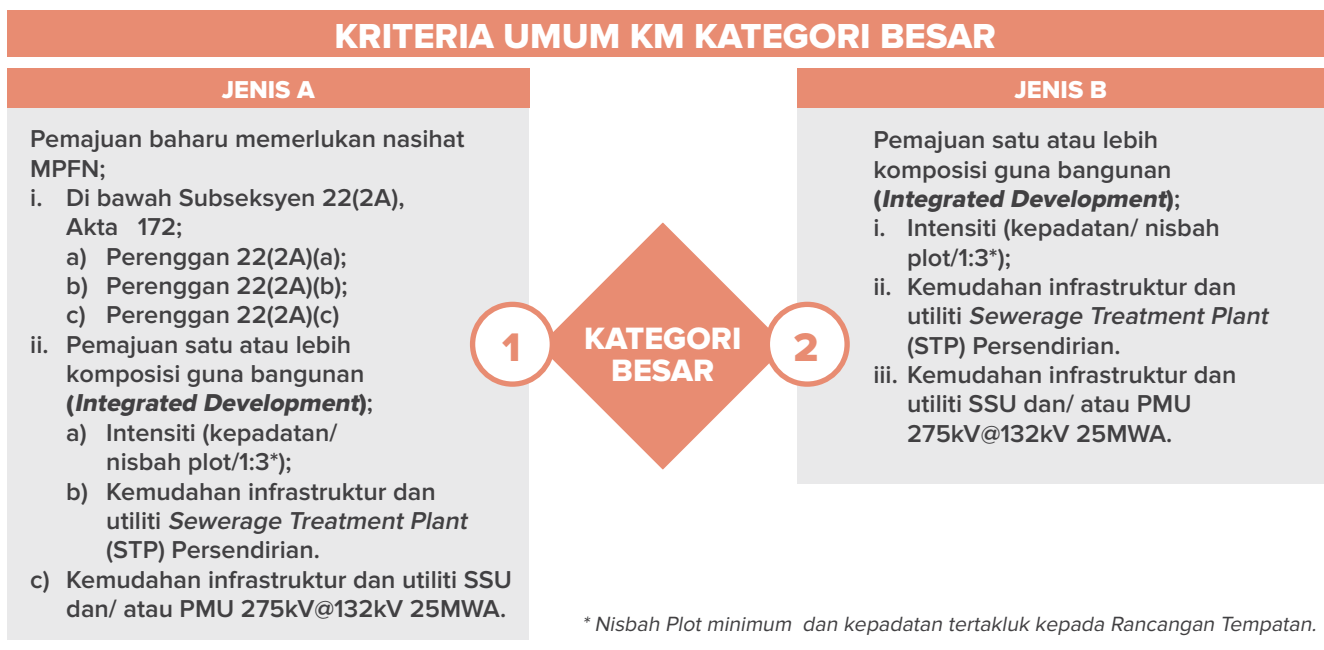 KRITERIA UMUM KM KATEGORI BESAR
JENIS A
Pemajuan baharu memerlukan nasihat
MPFN;
i. Di bawah Subseksyen 22(2A),
Akta 172;
a) Perenggan 22(2A)(a);
b) Perenggan 22(2A)(b);
c) Perenggan 22(2A)(c)
ii. Pemajuan satu atau lebih
komposisi guna bangunan
(Integrated Development);
a) Intensiti (kepadatan/
nisbah plot/1:3*);
b) Kemudahan infrastruktur dan
utiliti Sewerage Treatment Plant
(STP) Persendirian.
c) Kemudahan infrastruktur dan utiliti SSU
dan/ atau PMU 275kV@132kV 25MWA.
1
KATEGORI
BESAR
2
JENIS B
Pemajuan satu atau lebih
komposisi guna bangunan
(Integrated Development);
i. Intensiti (kepadatan/ nisbah
plot/1:3*);
ii. Kemudahan infrastruktur dan
utiliti Sewerage Treatment Plant
(STP) Persendirian.
iii. Kemudahan infrastruktur dan
utiliti SSU dan/ atau PMU
275kV@132kV 25MWA.
* Nisbah Plot minimum dan kepadatan tertakluk kepada Rancangan Tempatan.